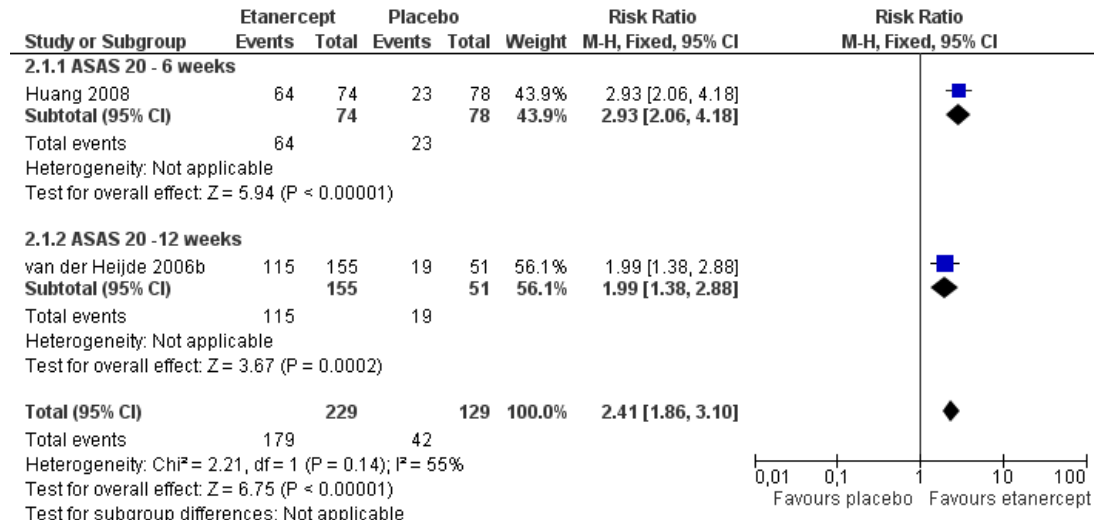 Etanercept Placebo Risk Ratio Risk Ratio
Study or Subgroup Events Total Events Total Weight M-H, Fixed, 95% CI M-H, Fixed, 95% CI
2.1.1 ASAS 20 - 6 weeks
Huang 2008 64 74 23 78 43.9% 2.93 [2.06, 4.18]
Subtotal (95% CI) 74 78 43.9% 2.93 [2.06, 4.18]
Total events 64 23
Heterogeneity: Not applicable
Test for overall effect: Z = 5.94 (P < 0.00001)
2.1.2 ASAS 20 -12 weeks
van der Heijde 2006b 115 155 19 51 56.1% 1.99 [1.38, 2.88]
Subtotal (95% CI) 155 51 56.1% 1.99 [1.38, 2.88]
Total events 115 19
Heterogeneity: Not applicable
Test for overall effect: Z = 3.67 (P = 0.0002)
Total (95% CI) 229 129 100.0% 2.41 [1.86, 3.10]
Total events 179 42
Heterogeneity: Chi² = 2.21, df = 1 (P = 0.14); I² = 55%
Test for overall effect: Z = 6.75 (P < 0.00001)
Test for subgroup differences: Not applicable
0,01 0,1 1 10 100
Favours placebo Favours etanercept